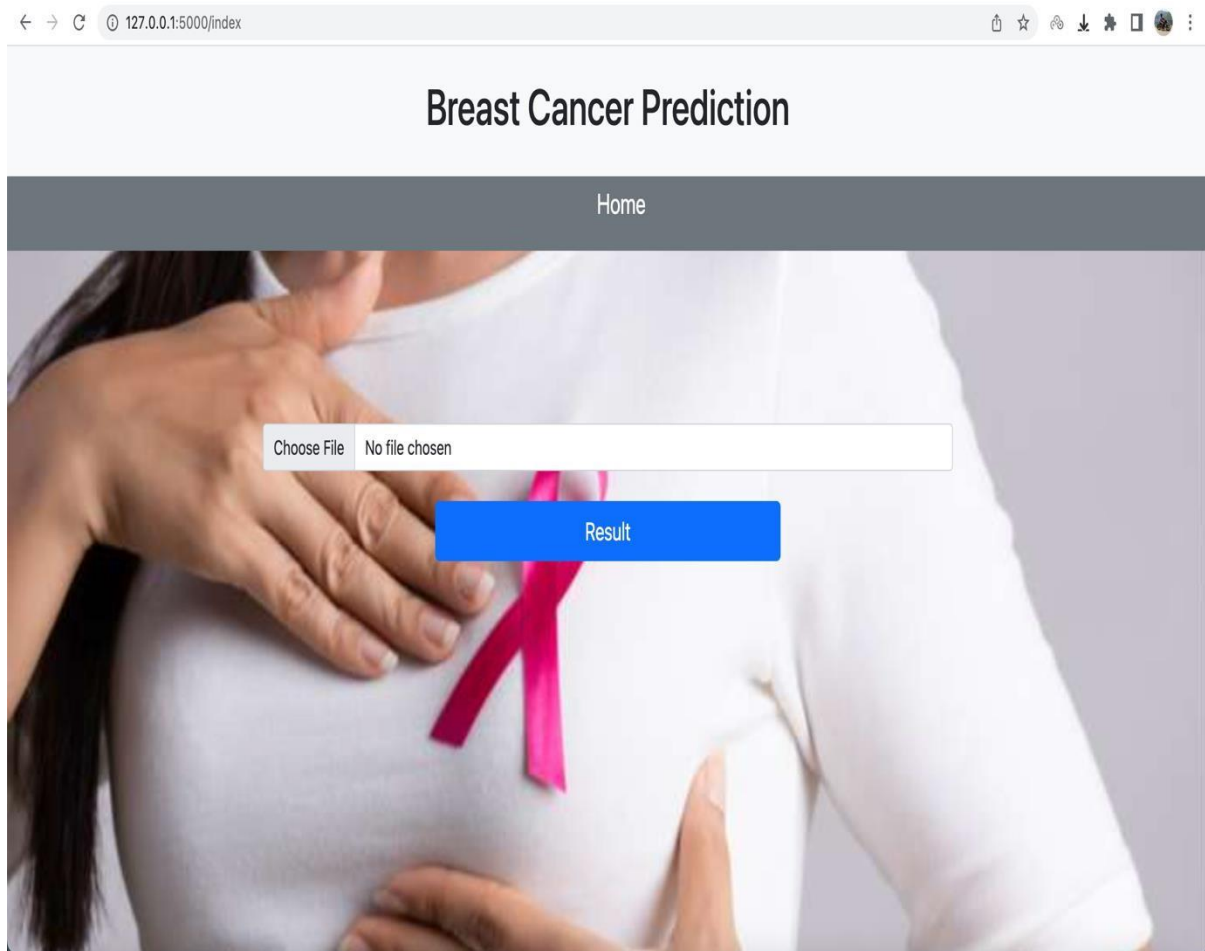 127.0.0.1:5000/index
Breast Cancer Prediction
Home
Choose File No file chosen
Result